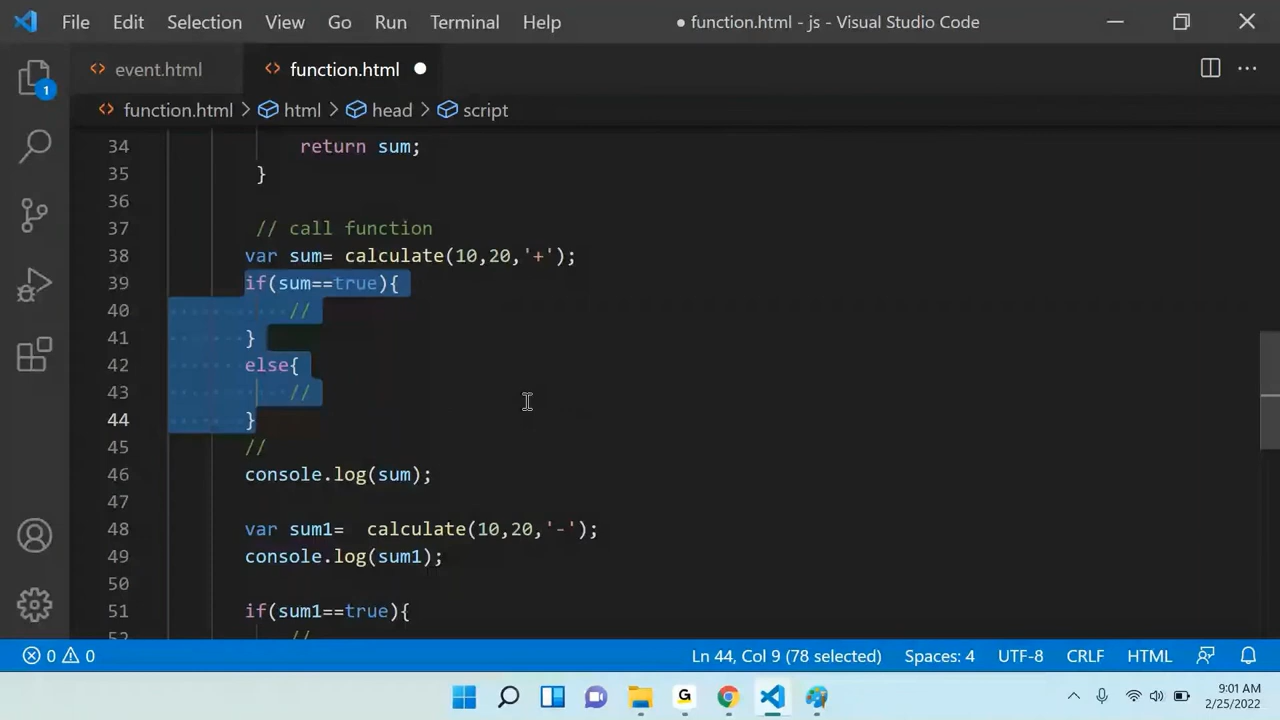 File Edit Selection View Go Run Terminal Help ● function.html - js - Visual Studio Code
event.html function.html
function.html > html > head > script
1
34 return sum;
35 }
36
37 // call function
38 var sum= calculate(10,20,'+');
39 if(sum==true){
40 //
41 }
42 else{
43 //
44 }
45 //
46 console.log(sum);
47
48 var sum1=  calculate(10,20,'-');
49 console.log(sum1);
50
51 if(sum1==true){
52 //
0 0 Ln 44, Col 9 (78 selected) Spaces: 4 UTF-8 CRLF HTML
G
9:01 AM
2/25/2022